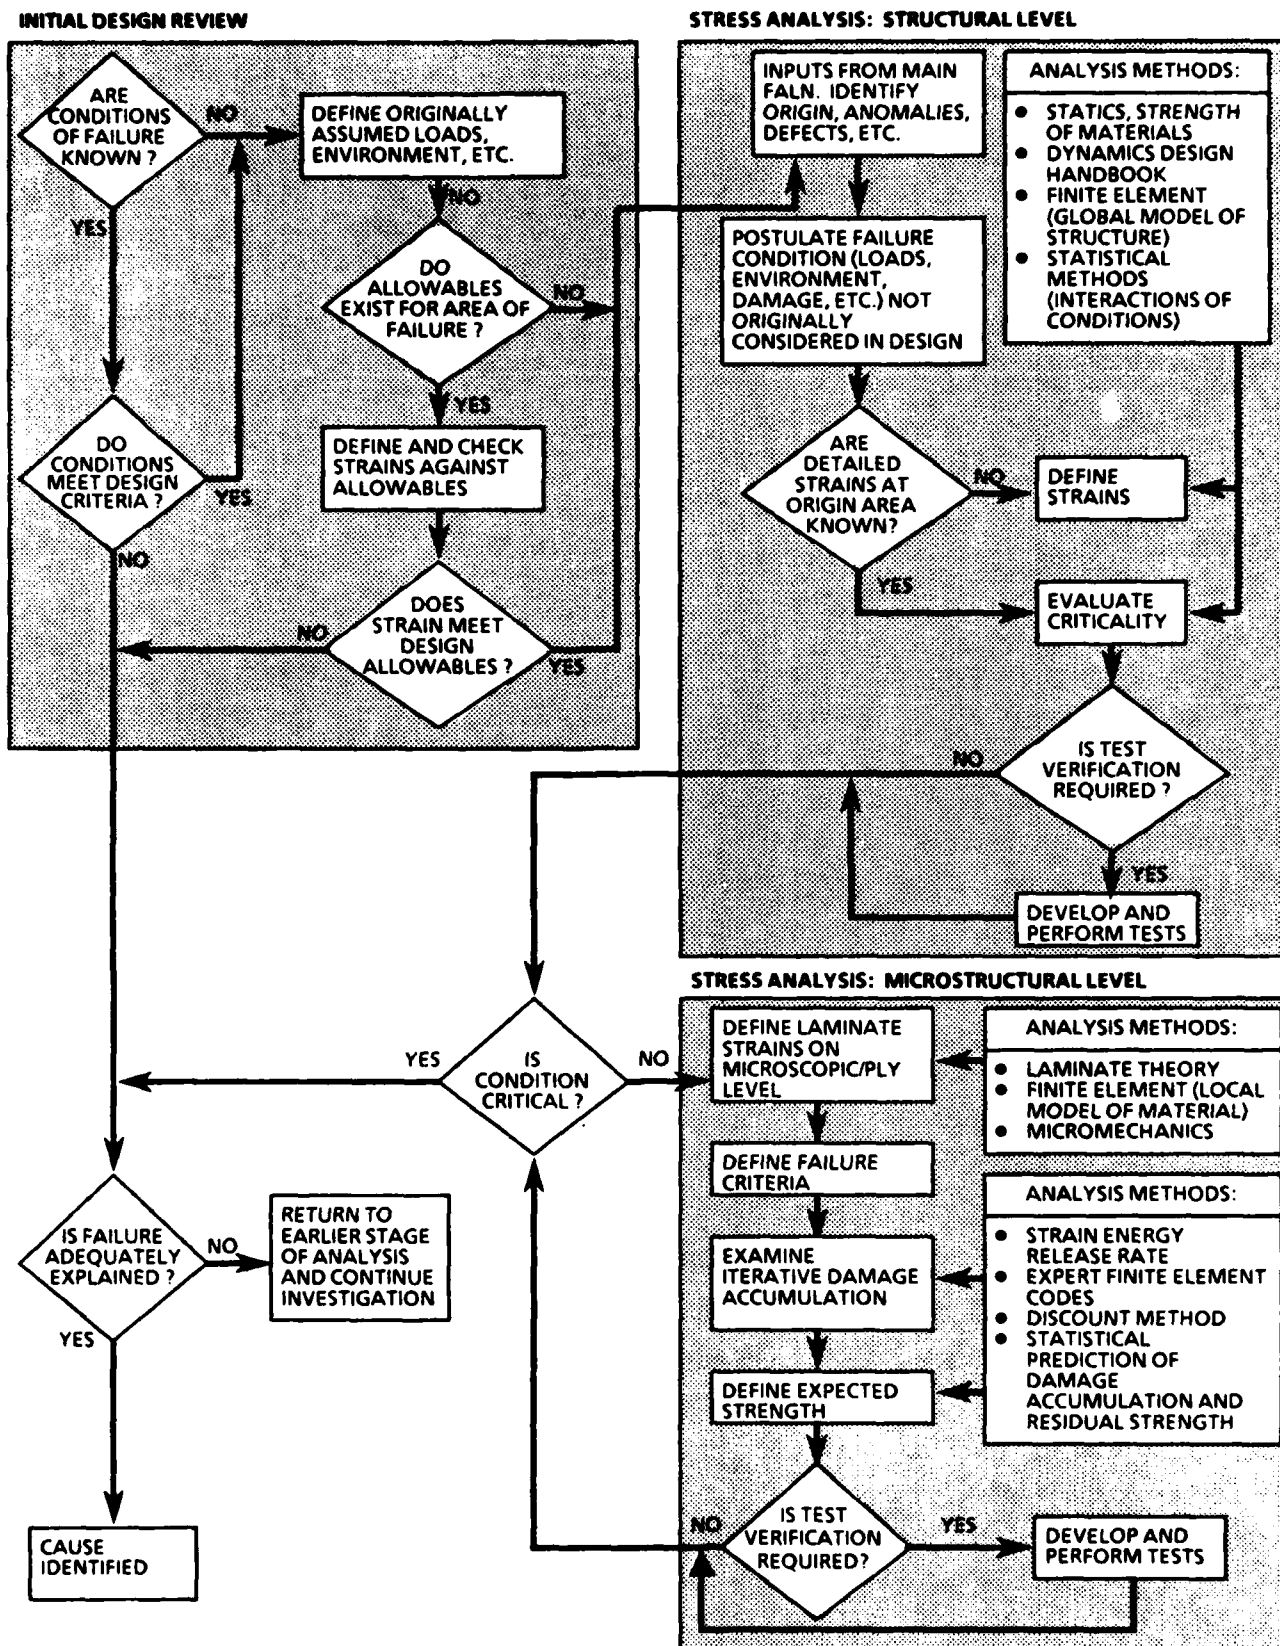 INITIAL DESIGN REVIEW
ARE
CONDITIONS
OF FAILURE
KNOWN ?
NO
YES
DEFINE ORIGINALLY
ASSUMED LOADS,
ENVIRONMENT, ETC.
NO
DO
ALLOWABLES
EXIST FOR AREA OF
FAILURE ?
NO
YES
DO
CONDITIONS
MEET DESIGN
CRITERIA ?
YES
NO
DEFINE AND CHECK
STRAINS AGAINST
ALLOWABLES
DOES
STRAIN MEET
DESIGN
ALLOWABLES ?
NO
YES
STRESS ANALYSIS: STRUCTURAL LEVEL
INPUTS FROM MAIN
FALN. IDENTIFY
ORIGIN, ANOMALIES,
DEFECTS, ETC.
ANALYSIS METHODS:
● STATICS, STRENGTH
OF MATERIALS
● DYNAMICS DESIGN
HANDBOOK
● FINITE ELEMENT
(GLOBAL MODEL OF
STRUCTURE)
● STATISTICAL
METHODS
(INTERACTIONS OF
CONDITIONS)
POSTULATE FAILURE
CONDITION (LOADS,
ENVIRONMENT,
DAMAGE, ETC.) NOT
ORIGINALLY
CONSIDERED IN DESIGN
ARE
DETAILED
STRAINS AT
ORIGIN AREA
KNOWN?
NO
YES
DEFINE
STRAINS
EVALUATE
CRITICALITY
IS TEST
VERIFICATION
REQUIRED ?
NO
YES
DEVELOP AND
PERFORM TESTS
IS
CONDITION
CRITICAL ?
YES
NO
STRESS ANALYSIS: MICROSTRUCTURAL LEVEL
DEFINE LAMINATE
STRAINS ON
MICROSCOPIC/PLY
LEVEL
ANALYSIS METHODS:
● LAMINATE THEORY
● FINITE ELEMENT (LOCAL
MODEL OF MATERIAL)
● MICROMECHANICS
DEFINE FAILURE
CRITERIA
ANALYSIS METHODS:
● STRAIN ENERGY
RELEASE RATE
● EXPERT FINITE ELEMENT
CODES
● DISCOUNT METHOD
● STATISTICAL
PREDICTION OF
DAMAGE
ACCUMULATION AND
RESIDUAL STRENGTH
EXAMINE
ITERATIVE DAMAGE
ACCUMULATION
DEFINE EXPECTED
STRENGTH
IS TEST
VERIFICATION
REQUIRED?
NO
YES
DEVELOP AND
PERFORM TESTS
IS FAILURE
ADEQUATELY
EXPLAINED ?
NO
YES
RETURN TO
EARLIER STAGE
OF ANALYSIS
AND CONTINUE
INVESTIGATION
CAUSE
IDENTIFIED